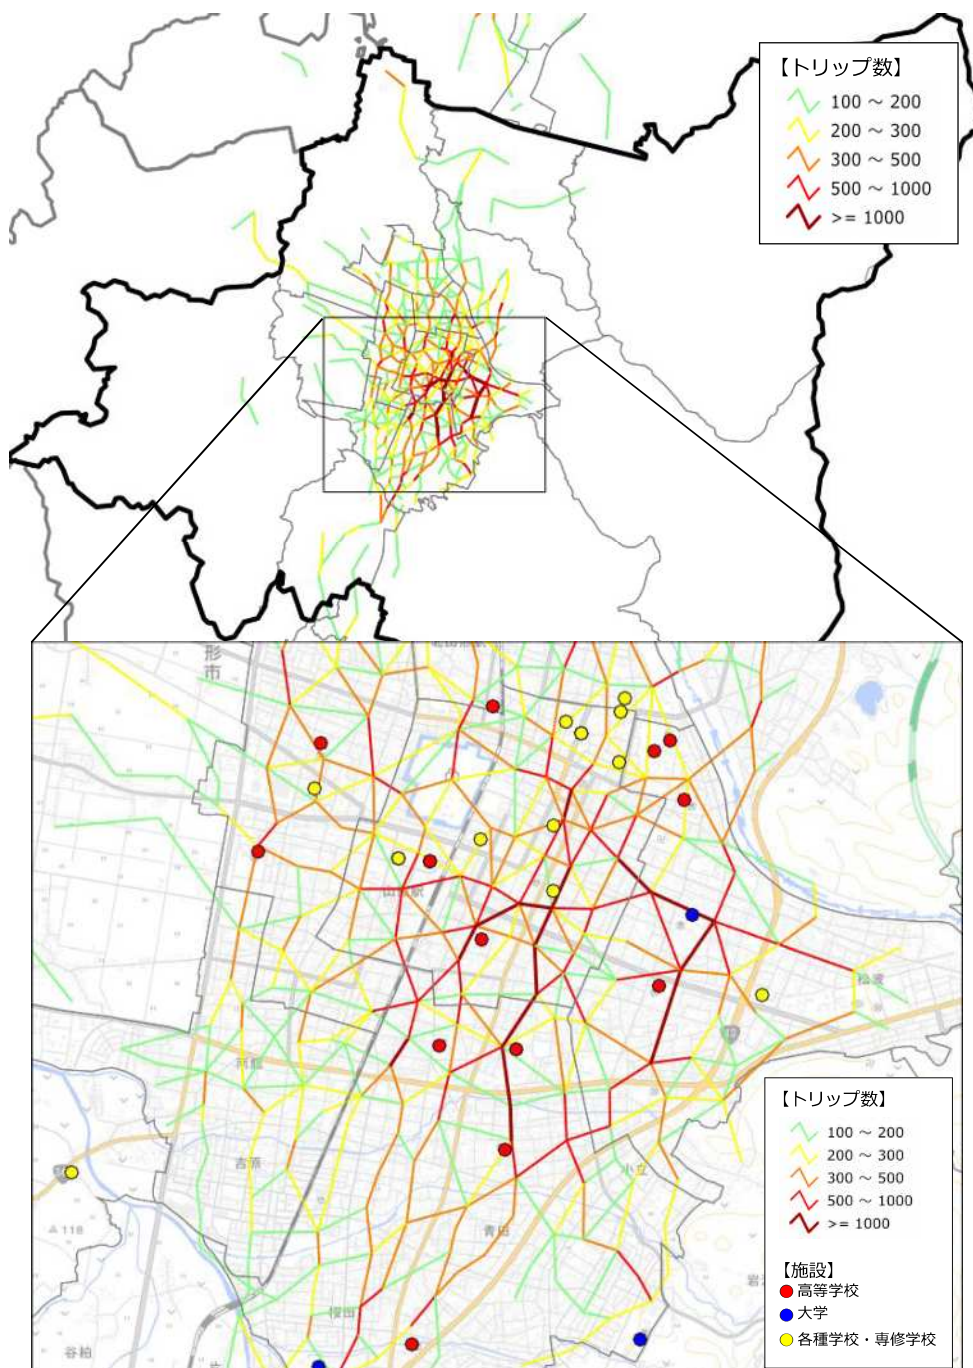 【トリップ数】
100 ～ 200
200 ～ 300
300 ～ 500
500 ～ 1000
>= 1000
形
市
山形駅
松波
13
吉原
小立
118
青田
榎田
谷柏
【トリップ数】
100 ～ 200
200 ～ 300
300 ～ 500
500 ～ 1000
>= 1000
【施設】
高等学校
大学
各種学校・専修学校